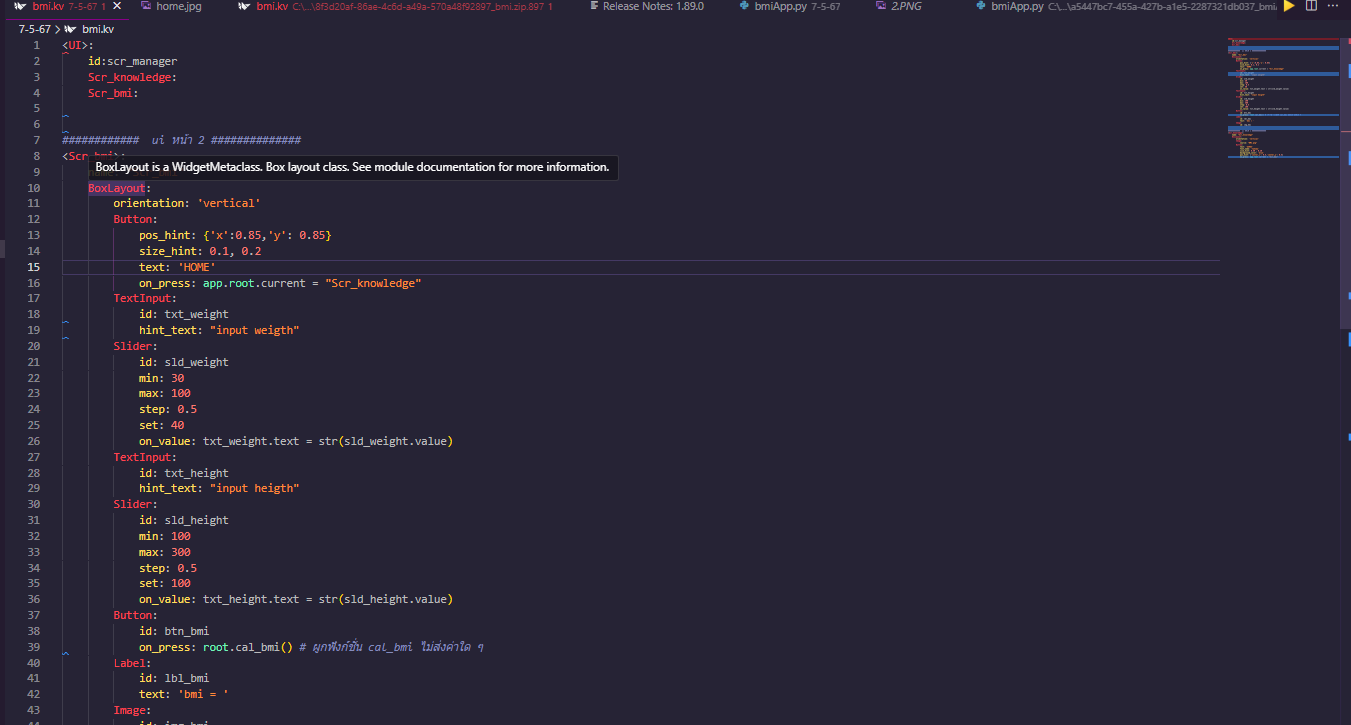 bmi.kv 7-5-67 1 × home.jpg bmi.kv C:\...\8f3d20af-86ae-4c6d-a49a-570a48f92897_bmi.zip.897 1 Release Notes: 1.89.0 bmiApp.py 7-5-67 2.PNG bmiApp.py C:\...\a5447bc7-455a-427b-a1e5-2287321db037_bmi
7-5-67 > bmi.kv
1 <UI>:
2 id:scr_manager
3 Scr_knowledge:
4 Scr_bmi:
5
6
7 ############ ui หน้า 2 ##############
8 <Scr_bmi>:
BoxLayout is a WidgetMetaclass. Box layout class. See module documentation for more information.
9
10 BoxLayout:
11 orientation: 'vertical'
12 Button:
13 pos_hint: {'x':0.85,'y': 0.85}
14 size_hint: 0.1, 0.2
15 text: 'HOME'
16 on_press: app.root.current = "Scr_knowledge"
17 TextInput:
18 id: txt_weight
19 hint_text: "input weigth"
20 Slider:
21 id: sld_weight
22 min: 30
23 max: 100
24 step: 0.5
25 set: 40
26 on_value: txt_weight.text = str(sld_weight.value)
27 TextInput:
28 id: txt_height
29 hint_text: "input heigth"
30 Slider:
31 id: sld_height
32 min: 100
33 max: 300
34 step: 0.5
35 set: 100
36 on_value: txt_height.text = str(sld_height.value)
37 Button:
38 id: btn_bmi
39 on_press: root.cal_bmi() # ผูกฟังก์ชั่น cal_bmi ไม่ส่งค่าใด ๆ
40 Label:
41 id: lbl_bmi
42 text: 'bmi = '
43 Image: